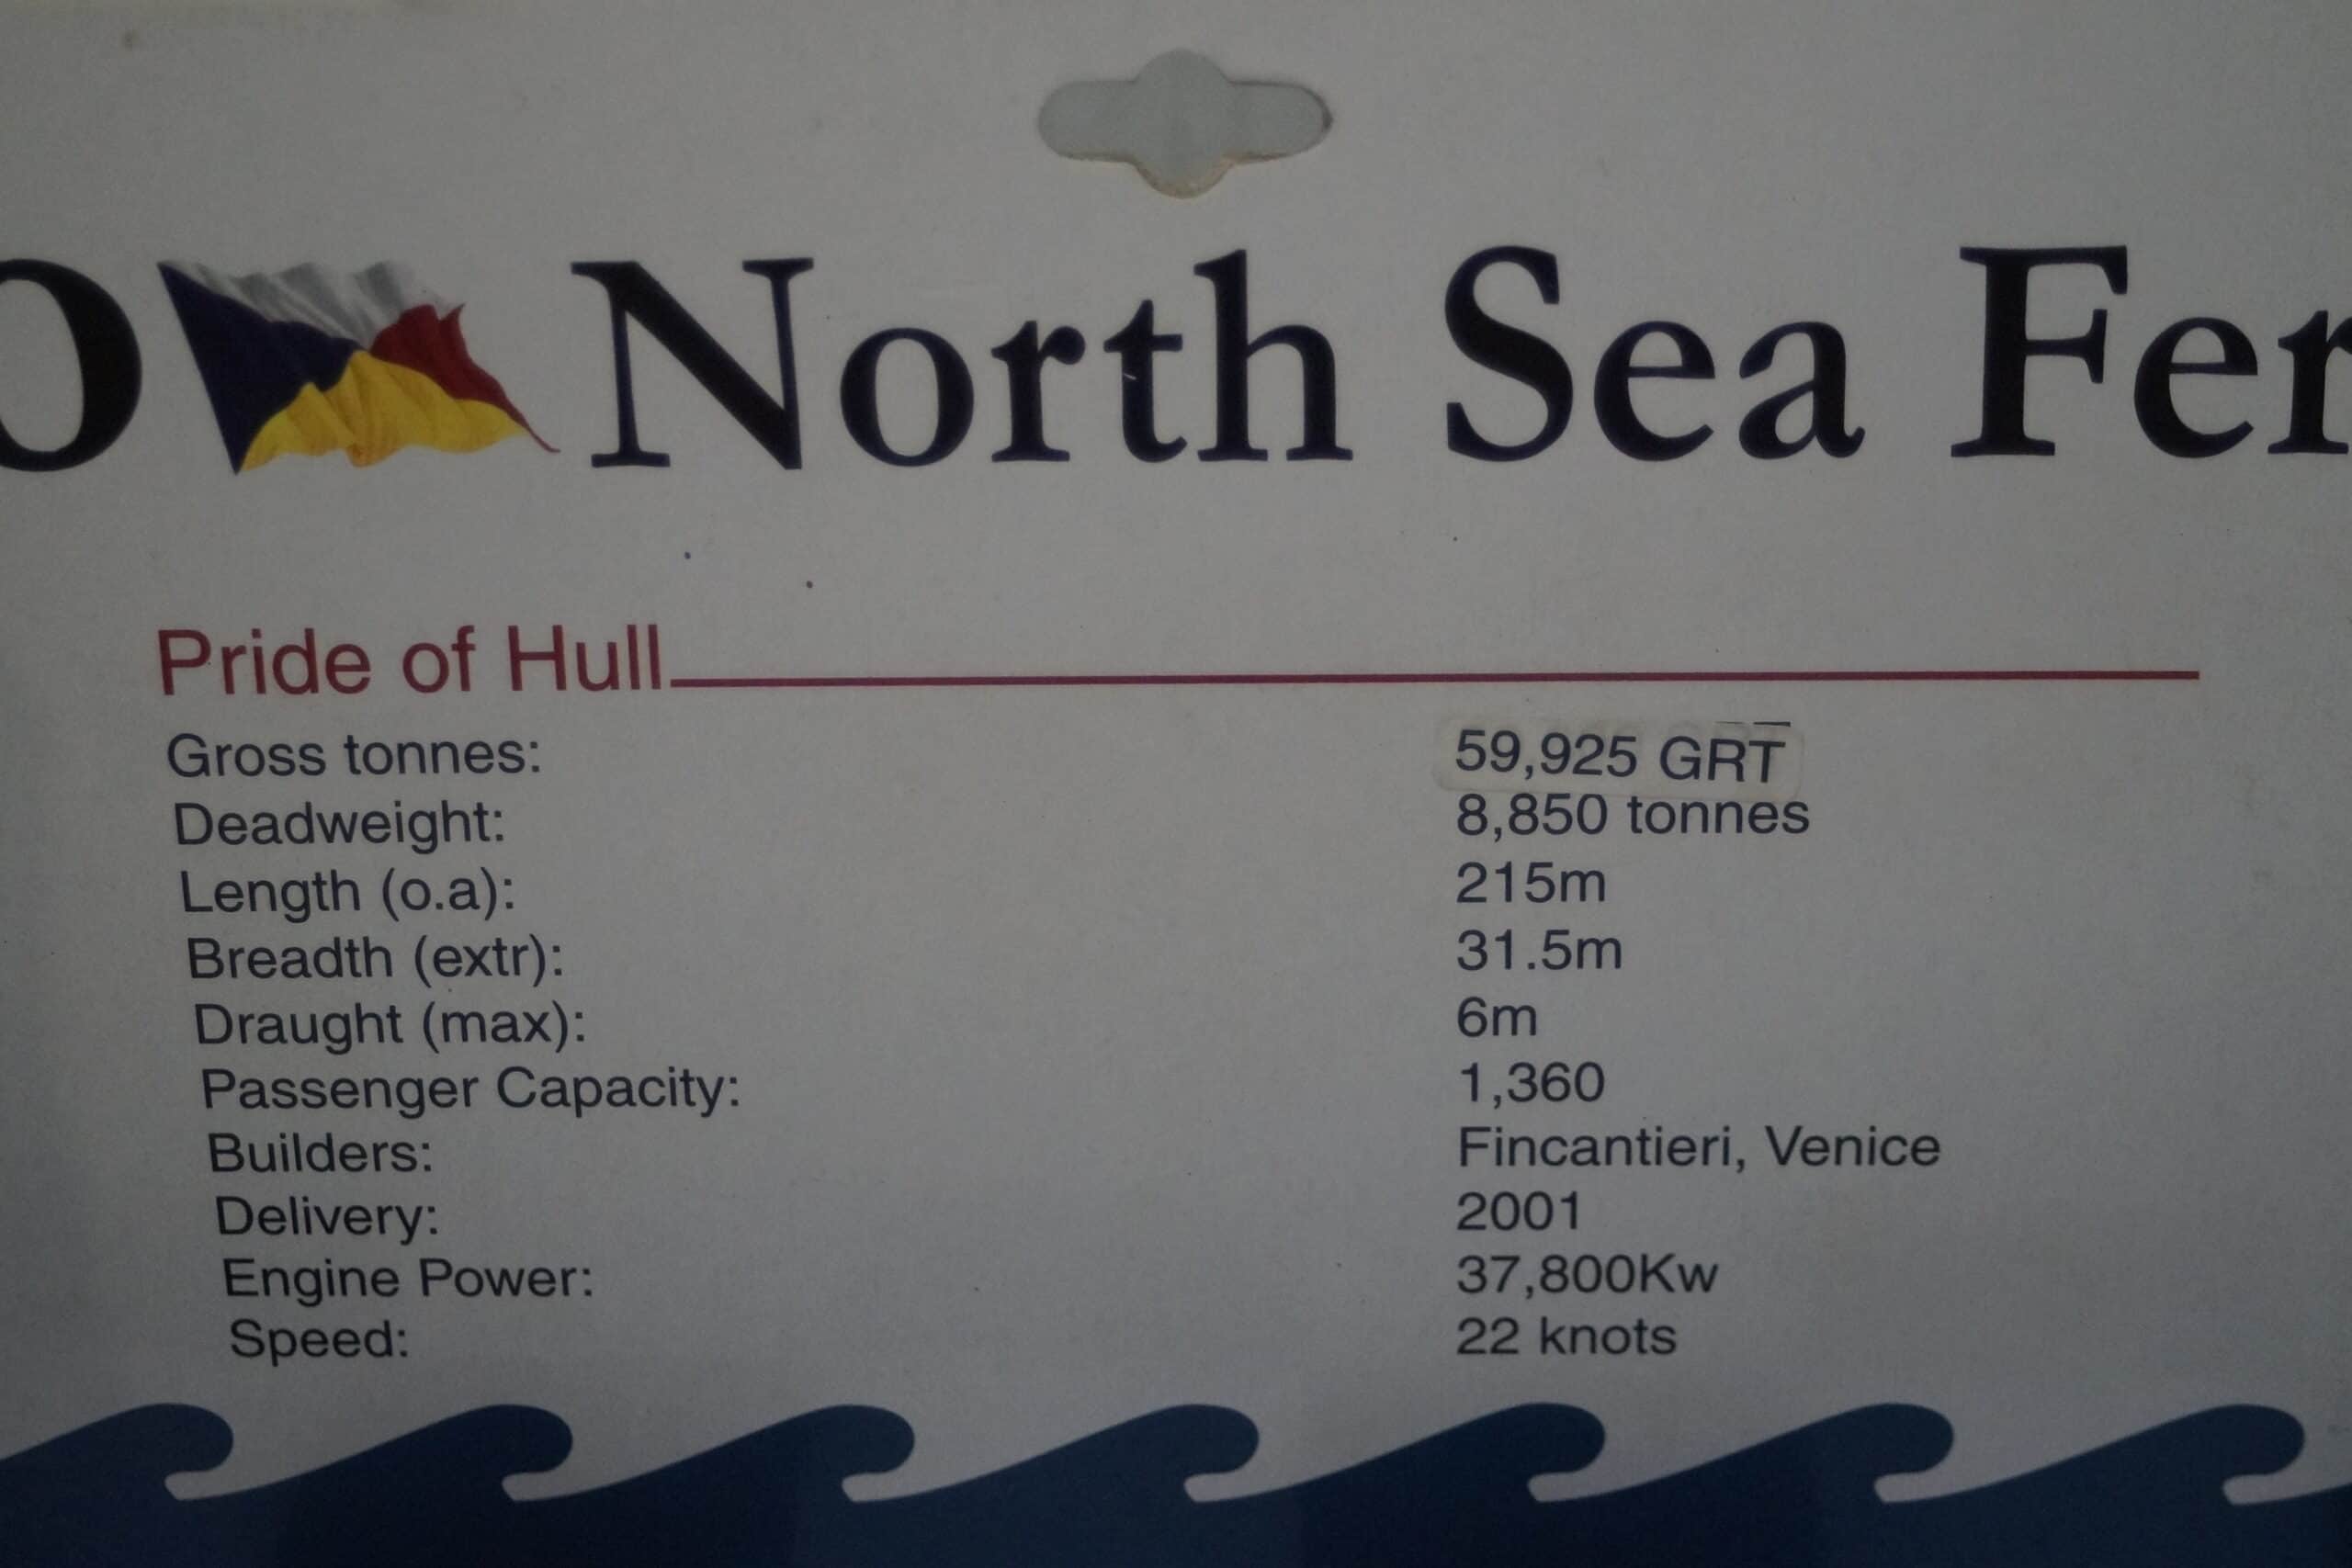 O North Sea Fer
Pride of Hull
Gross tonnes: 59,925 GRT
Deadweight: 8,850 tonnes
Length (o.a): 215m
Breadth (extr): 31.5m
Draught (max): 6m
Passenger Capacity: 1,360
Builders: Fincantieri, Venice
Delivery: 2001
Engine Power: 37,800Kw
Speed: 22 knots